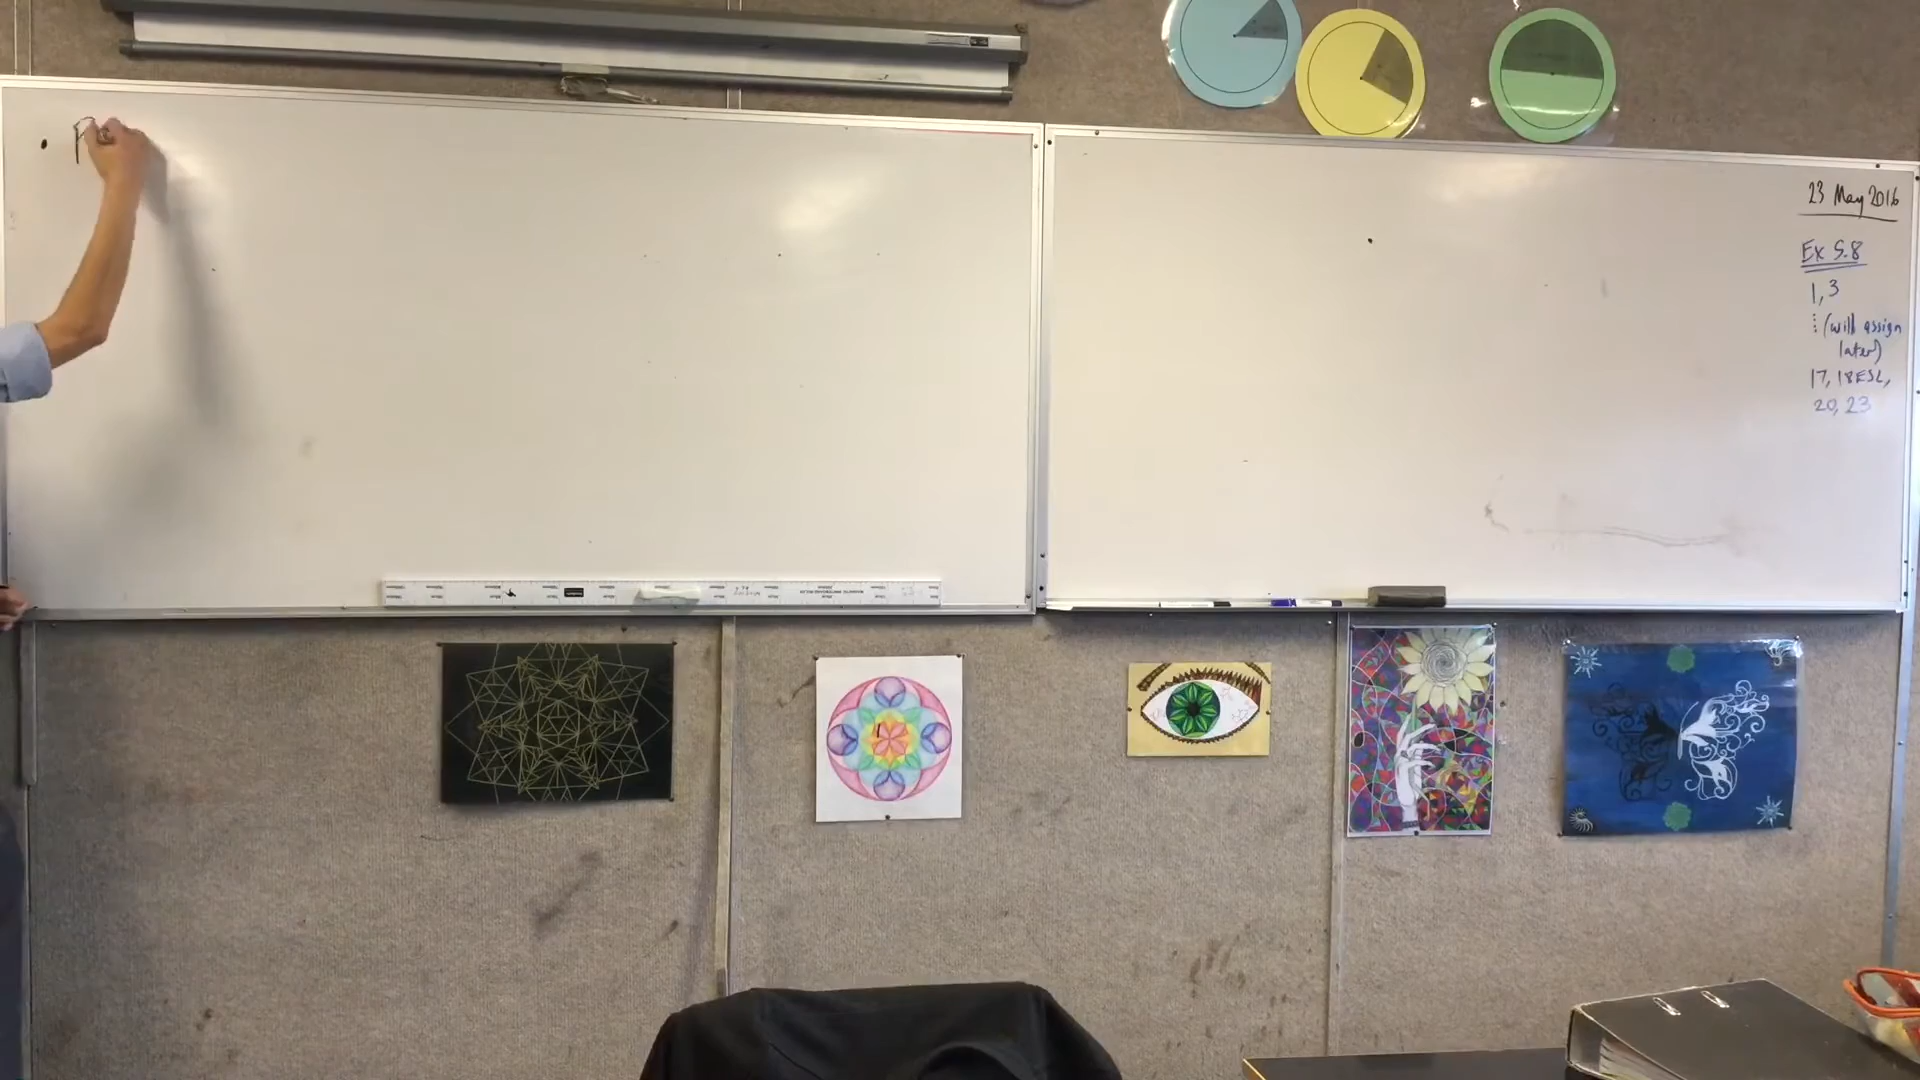 23 May 2016
Ex 5.8
1, 3
⋮ (will assign
later)
17, 18ESL,
20, 23